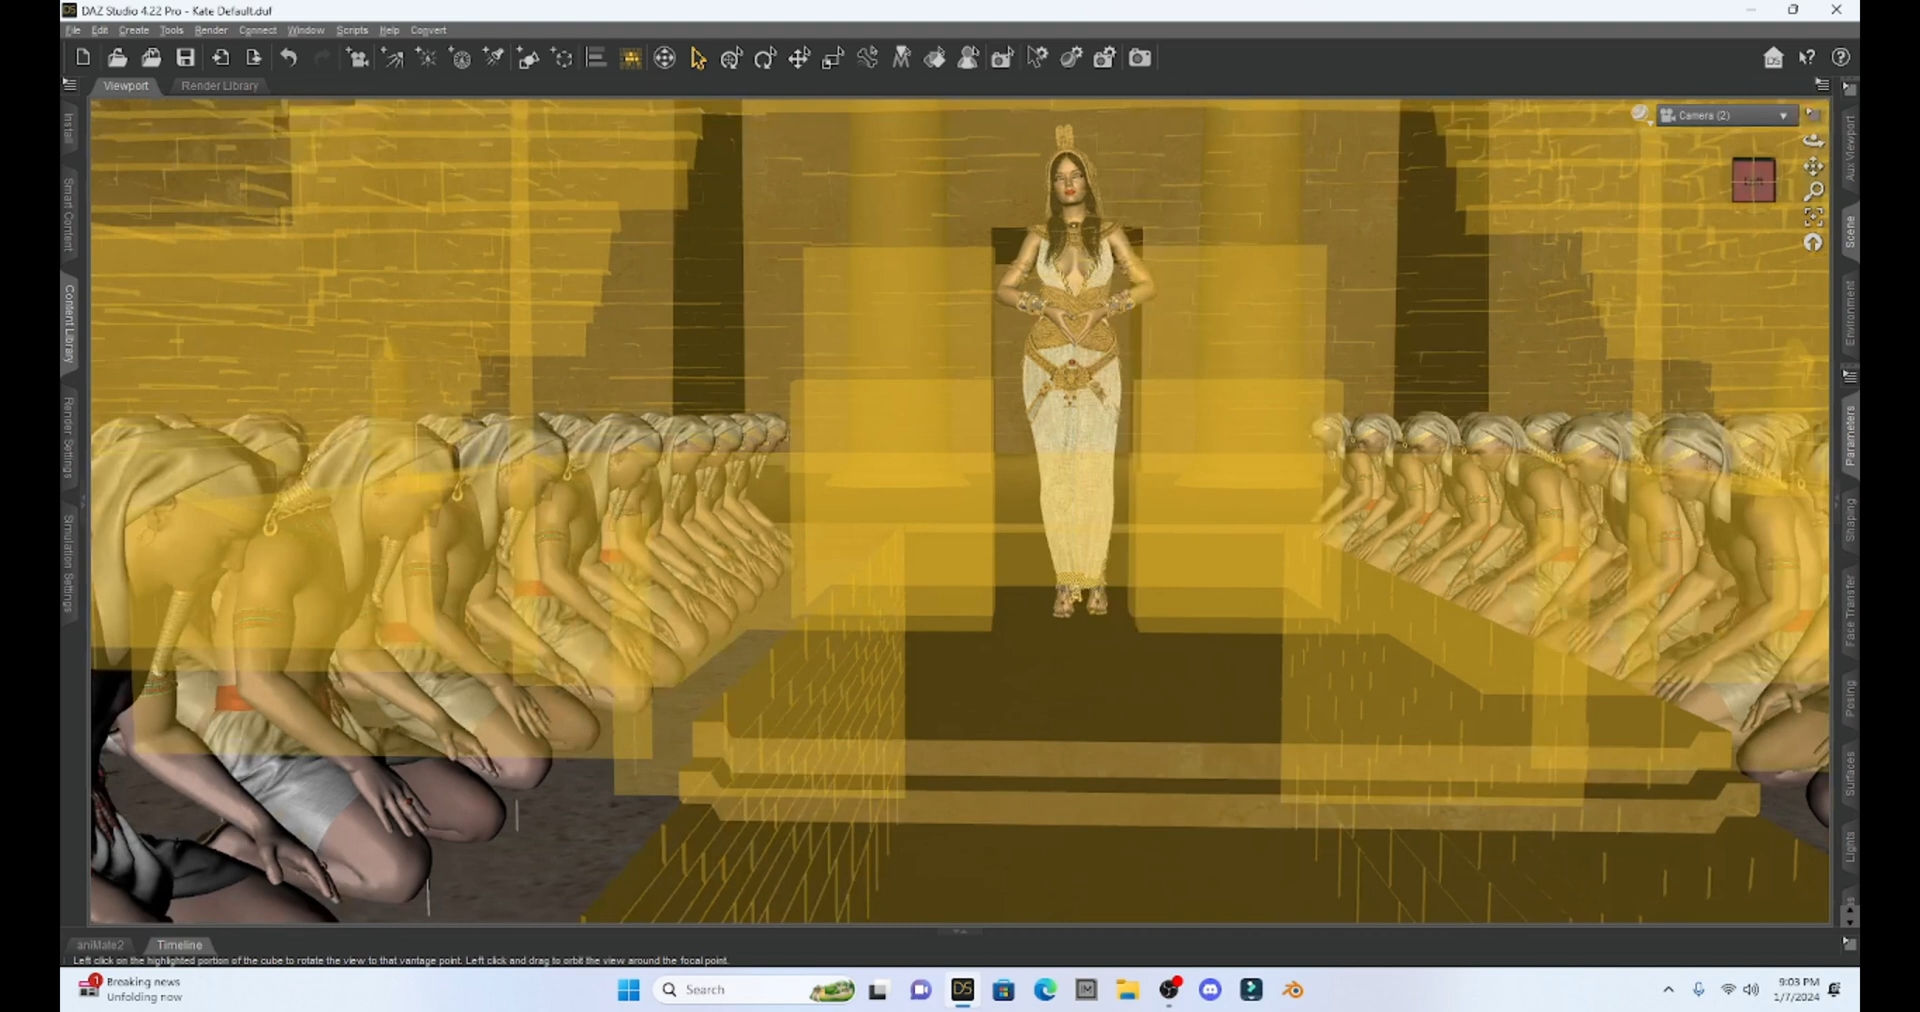 DAZ Studio 4.22 Pro - Kate Default.duf
File Edit Create Tools Render Connect Window Scripts Help Convert
Viewport Render Library
Camera (2)
Install
Smart Content
Content Library
Render Settings
Simulation Settings
Aux Viewport
Scene
Environment
Parameters
Shaping
Face Transfer
Posing
Surfaces
Lights
aniMate2 Timeline
Left click on the highlighted portion of the cube to rotate the view to that vantage point. Left click and drag to orbit the view around the focal point.
1
Breaking news
Unfolding now
Search
DS
9:03 PM
1/7/2024